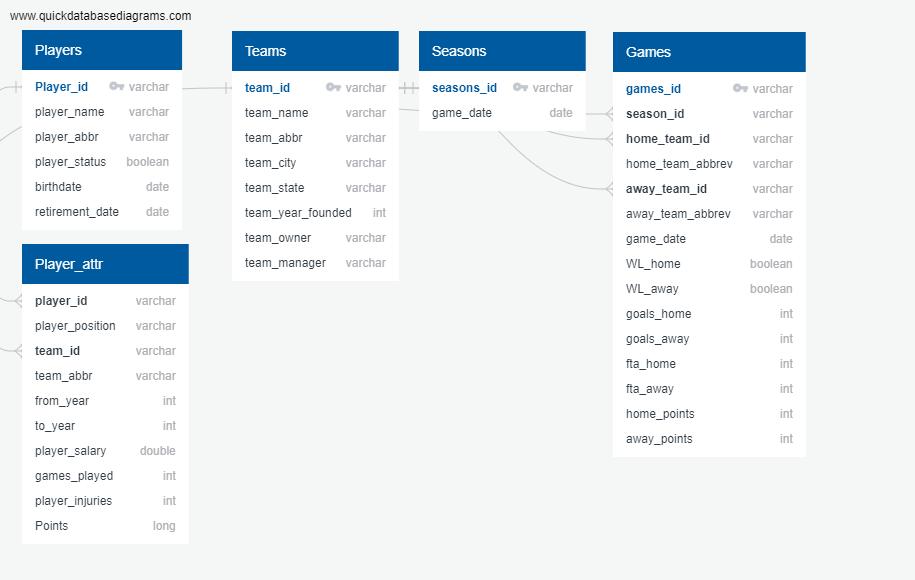 www.quickdatabasediagrams.com
Players
Player_id varchar
player_name varchar
player_abbr varchar
player_status boolean
birthdate date
retirement_date date
Player_attr
player_id varchar
player_position varchar
team_id varchar
team_abbr varchar
from_year int
to_year int
player_salary double
games_played int
player_injuries int
Points long
Teams
team_id varchar
team_name varchar
team_abbr varchar
team_city varchar
team_state varchar
team_year_founded int
team_owner varchar
team_manager varchar
Seasons
seasons_id varchar
game_date date
Games
games_id varchar
season_id varchar
home_team_id varchar
home_team_abbrev varchar
away_team_id varchar
away_team_abbrev varchar
game_date date
WL_home boolean
WL_away boolean
goals_home int
goals_away int
fta_home int
fta_away int
home_points int
away_points int